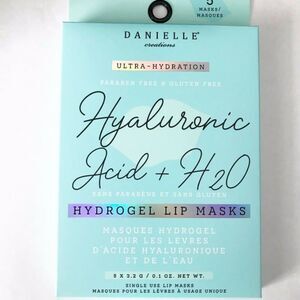 5
MASKS/
MASQUES
DANIELLE®
creations
ULTRA-HYDRATION
PARABEN FREE & GLUTEN FREE
Hyaluronic
Acid + H2O
SANS PARABÈNE ET SANS GLUTEN
HYDROGEL LIP MASKS
MASQUES HYDROGEL
POUR LES LÈVRES
D'ACIDE HYALURONIQUE
ET DE L'EAU
5 X 3.2 G / 0.1 OZ. NET WT.
SINGLE USE LIP MASKS
MASQUES POUR LES LÈVRES À USAGE UNIQUE